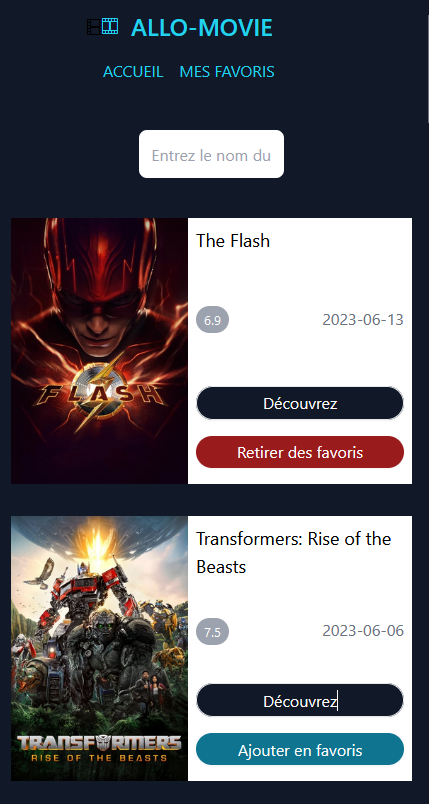 ALLO-MOVIE
ACCUEIL MES FAVORIS
Entrez le nom du
The Flash
6.9 2023-06-13
Découvrez
Retirer des favoris
FLASH
Transformers: Rise of the
Beasts
7.5 2023-06-06
Découvrez
Ajouter en favoris
TRANSFORMERS
RISE OF THE BEASTS